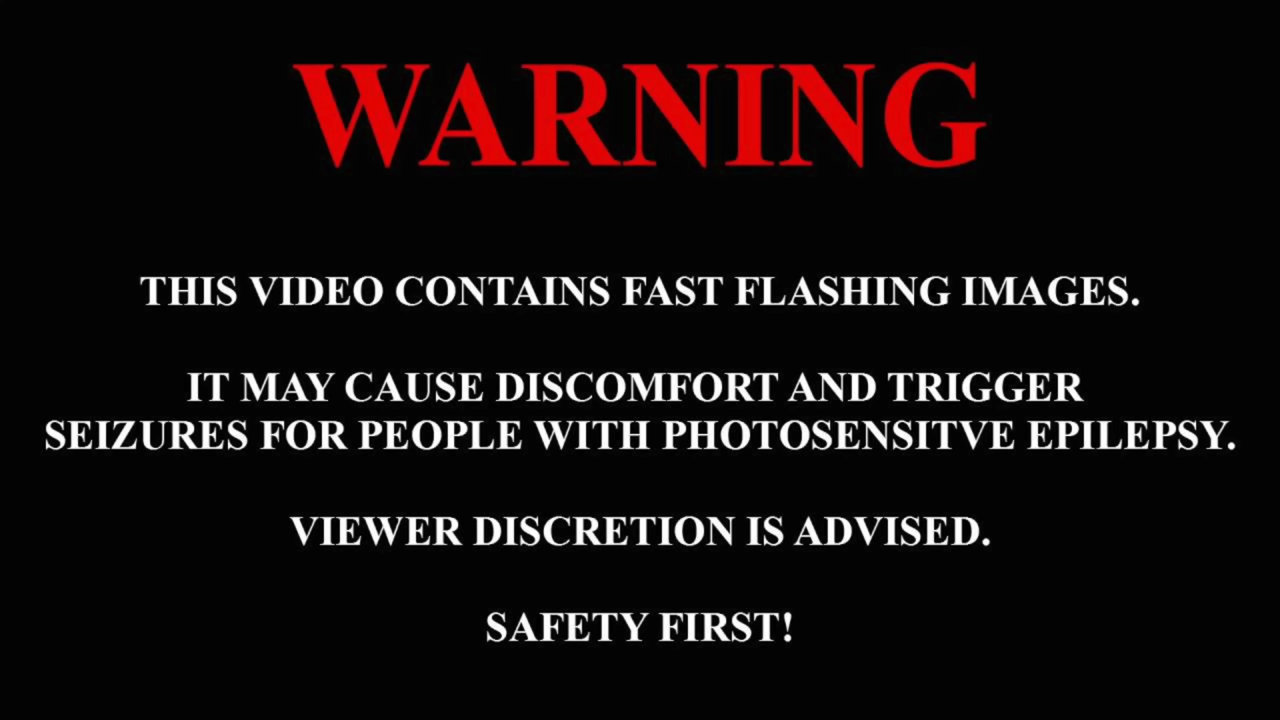 WARNING
THIS VIDEO CONTAINS FAST FLASHING IMAGES.
IT MAY CAUSE DISCOMFORT AND TRIGGER
SEIZURES FOR PEOPLE WITH PHOTOSENSITVE EPILEPSY.
VIEWER DISCRETION IS ADVISED.
SAFETY FIRST!